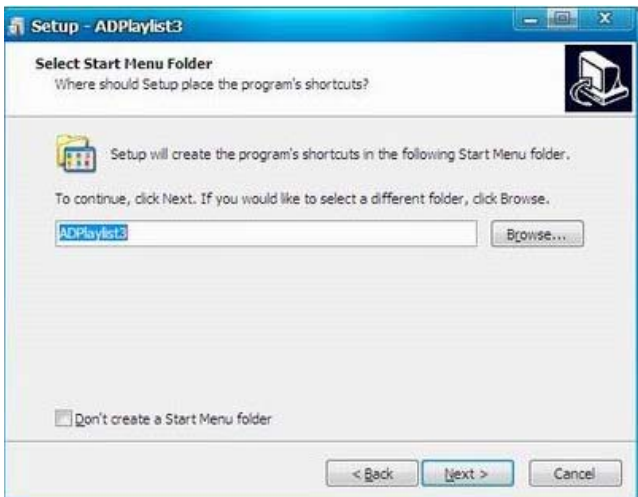 Setup - ADPlaylist3
Select Start Menu Folder
Where should Setup place the program's shortcuts?
Setup will create the program's shortcuts in the following Start Menu folder.
To continue, click Next. If you would like to select a different folder, click Browse.
ADPlaylist3
Browse...
Don't create a Start Menu folder
< Back
Next >
Cancel